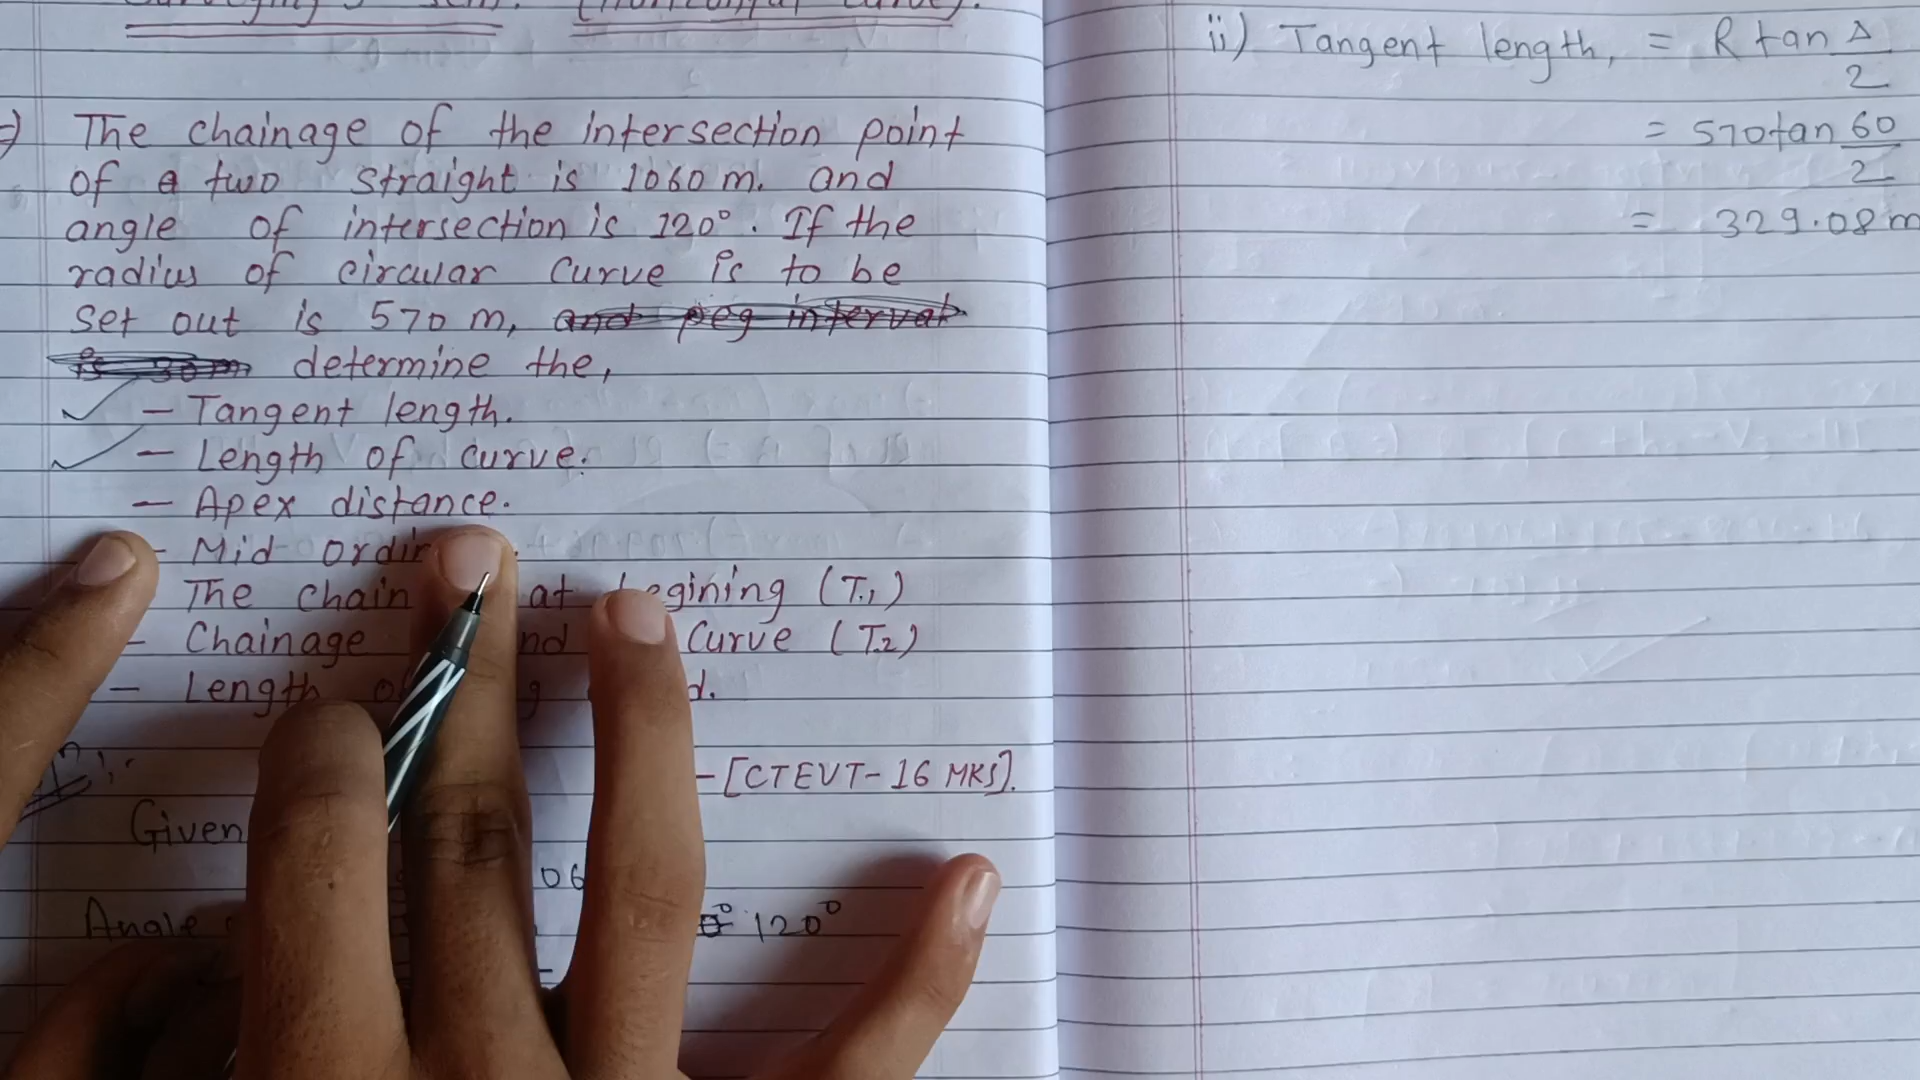 The chainage of the intersection point
of a two straight is 1060 m. and
angle of intersection is 120°. If the
radius of circular curve is to be
set out is 570 m, and peg interval
is 30m determine the,
- Tangent length.
- Length of curve.
- Apex distance.
- Mid
The chain at begining (T1)
- Chainage Curve (T2)
- Length
-[CTEVT-16 MKS].
Given
Angle 120°
ii) Tangent length, = R tan Δ/2
= 570 tan 60/2
= 329.08 m